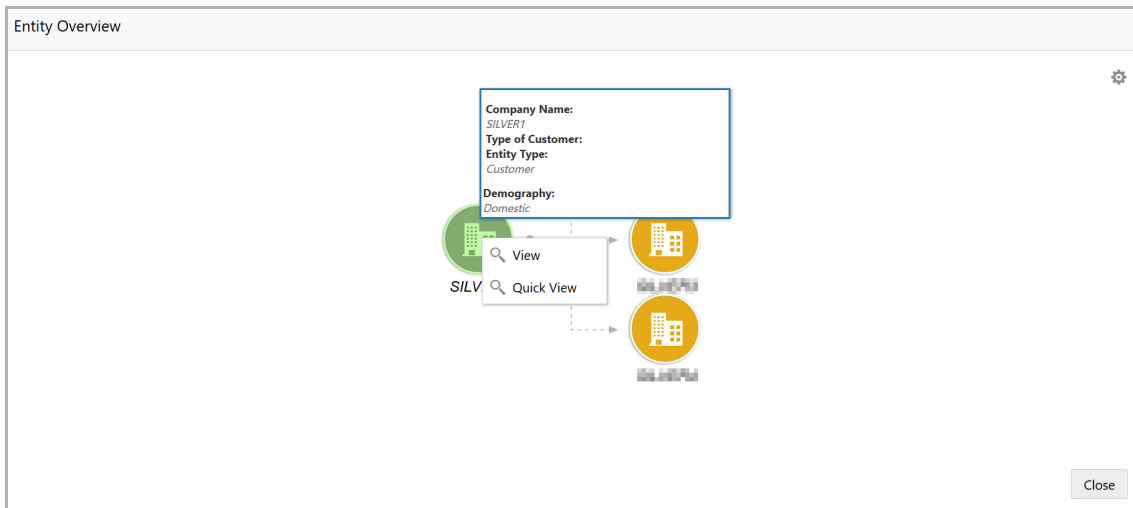 Entity Overview
Company Name:
SILVER1
Type of Customer:
Entity Type:
Customer
Demography:
Domestic
View
SILV
Quick View
Close